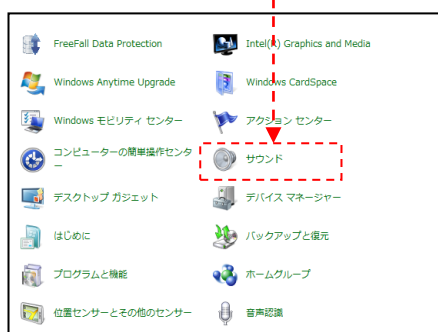 FreeFall Data Protection
Intel(R) Graphics and Media
Windows Anytime Upgrade
Windows CardSpace
Windows モビリティ センター
アクション センター
コンピューターの簡単操作センタ
ー
サウンド
デスクトップ ガジェット
デバイス マネージャー
はじめに
バックアップと復元
プログラムと機能
ホームグループ
位置センサーとその他のセンサー
音声認識